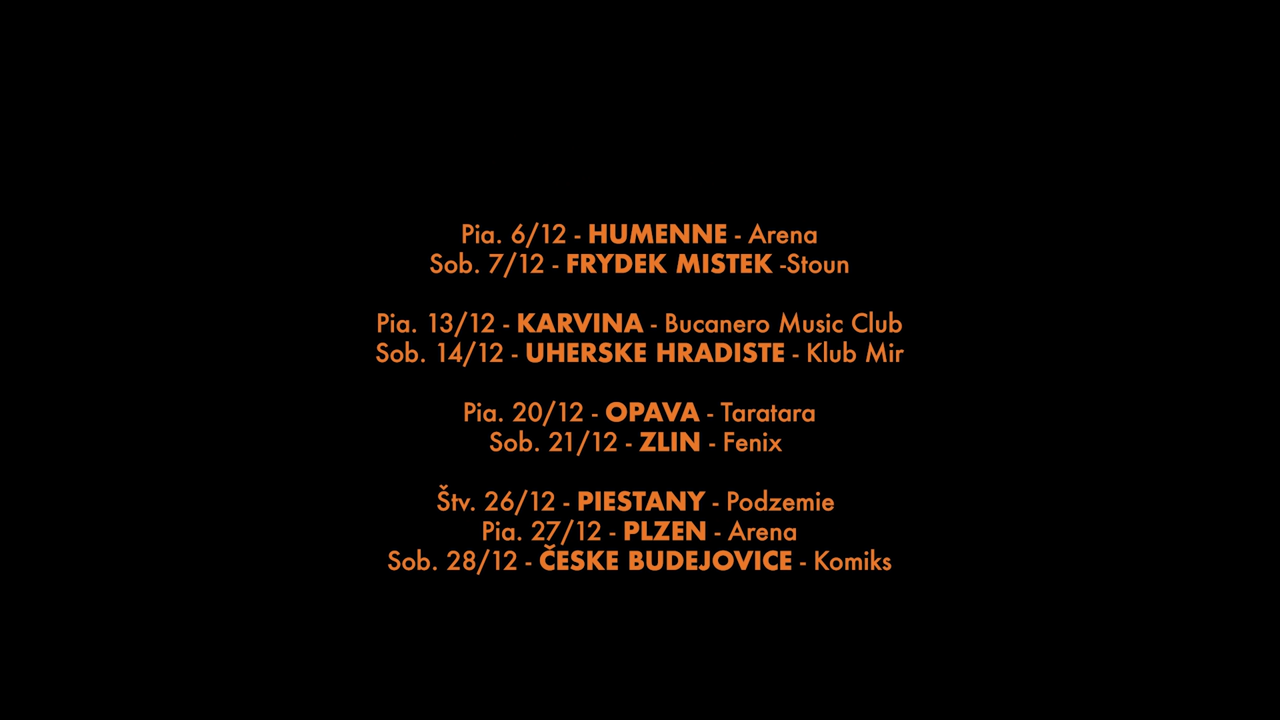 Pia. 6/12 - HUMENNE - Arena
Sob. 7/12 - FRYDEK MISTEK -Stoun
Pia. 13/12 - KARVINA - Bucanero Music Club
Sob. 14/12 - UHERSKE HRADISTE - Klub Mir
Pia. 20/12 - OPAVA - Taratara
Sob. 21/12 - ZLIN - Fenix
Štv. 26/12 - PIESTANY - Podzemie
Pia. 27/12 - PLZEN - Arena
Sob. 28/12 - ČESKE BUDEJOVICE - Komiks